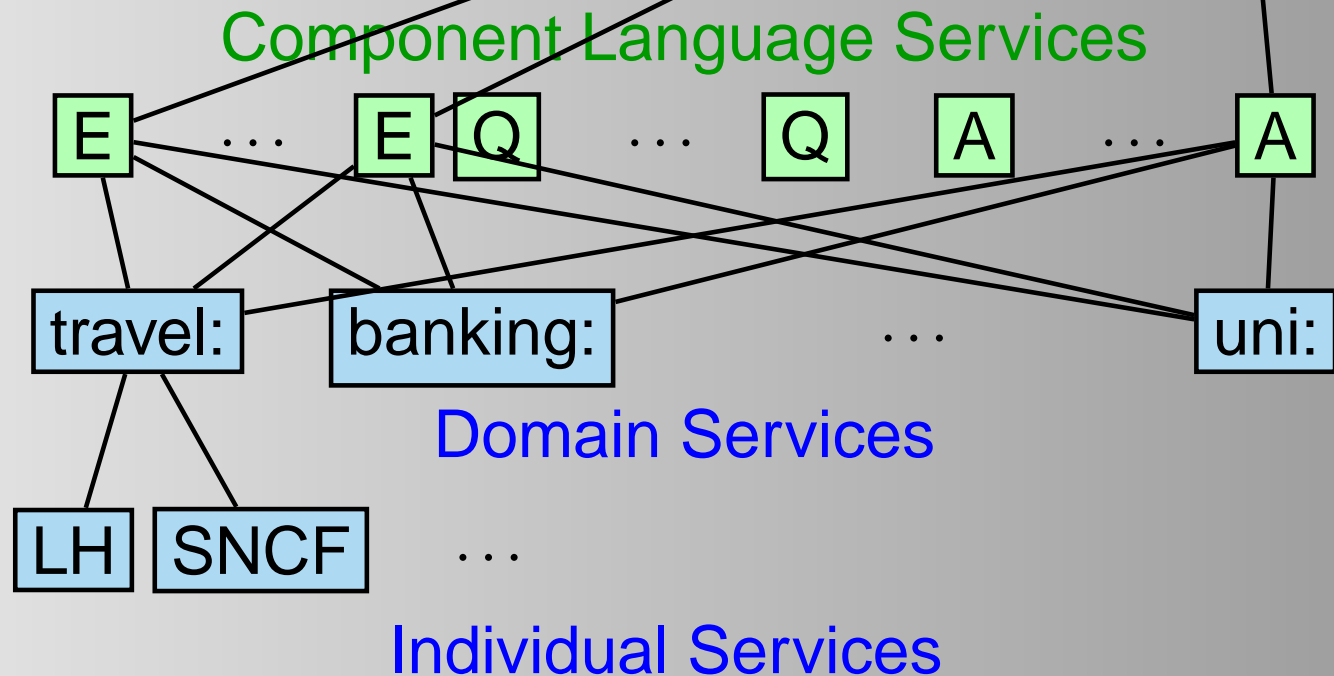 Component Language Services
E ... E Q ... Q A ... A
travel: banking: ... uni:
Domain Services
LH SNCF ...
Individual Services